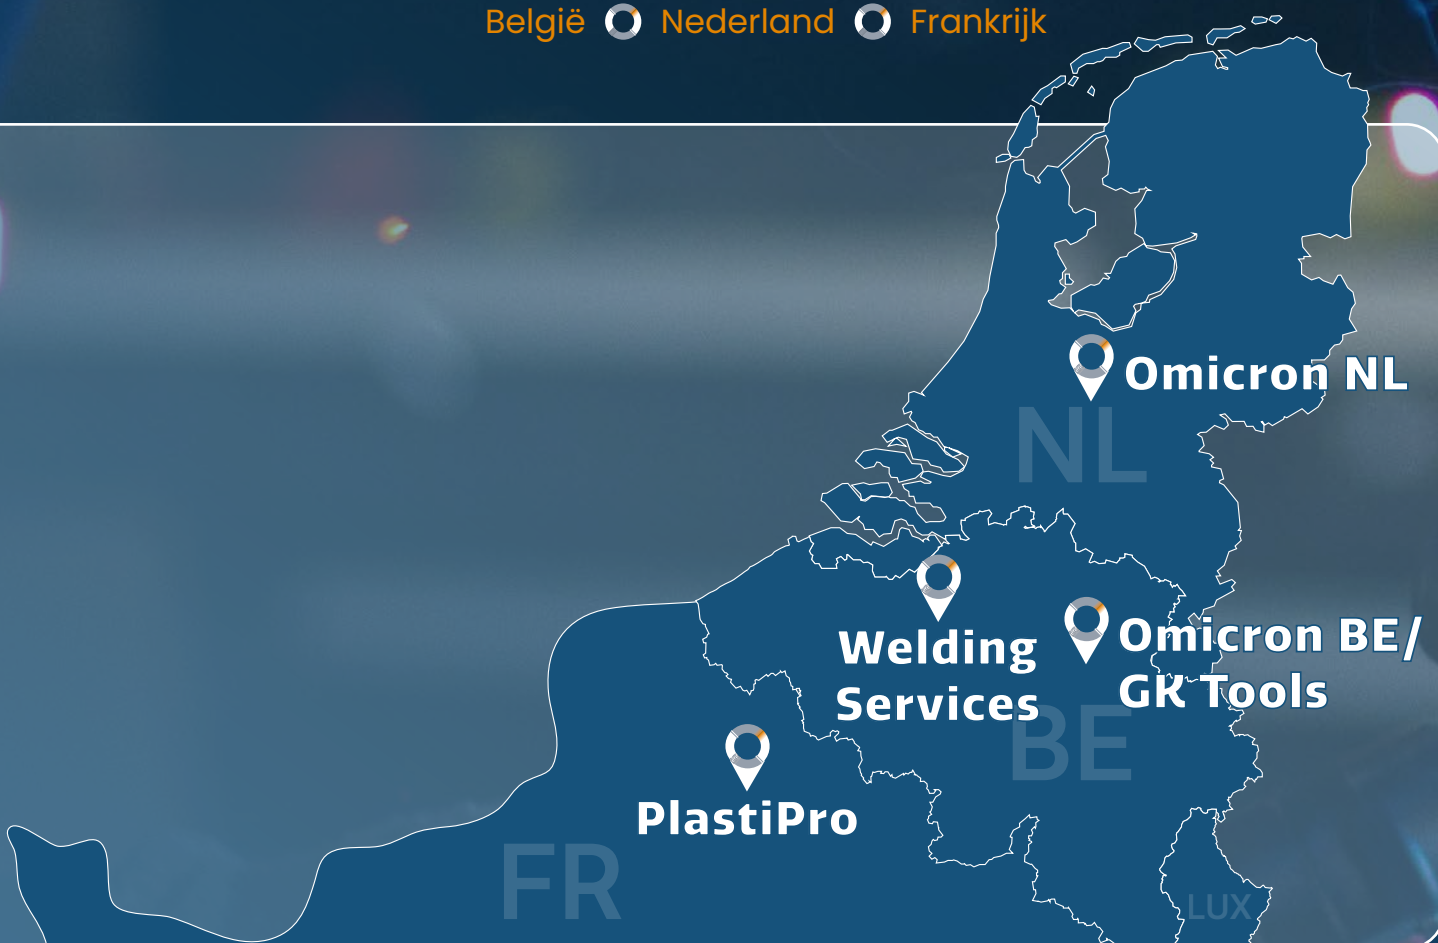 België Nederland Frankrijk
Omicron NL
NL
Welding
Services
Omicron BE/
GK Tools
BE
PlastiPro
FR
LUX